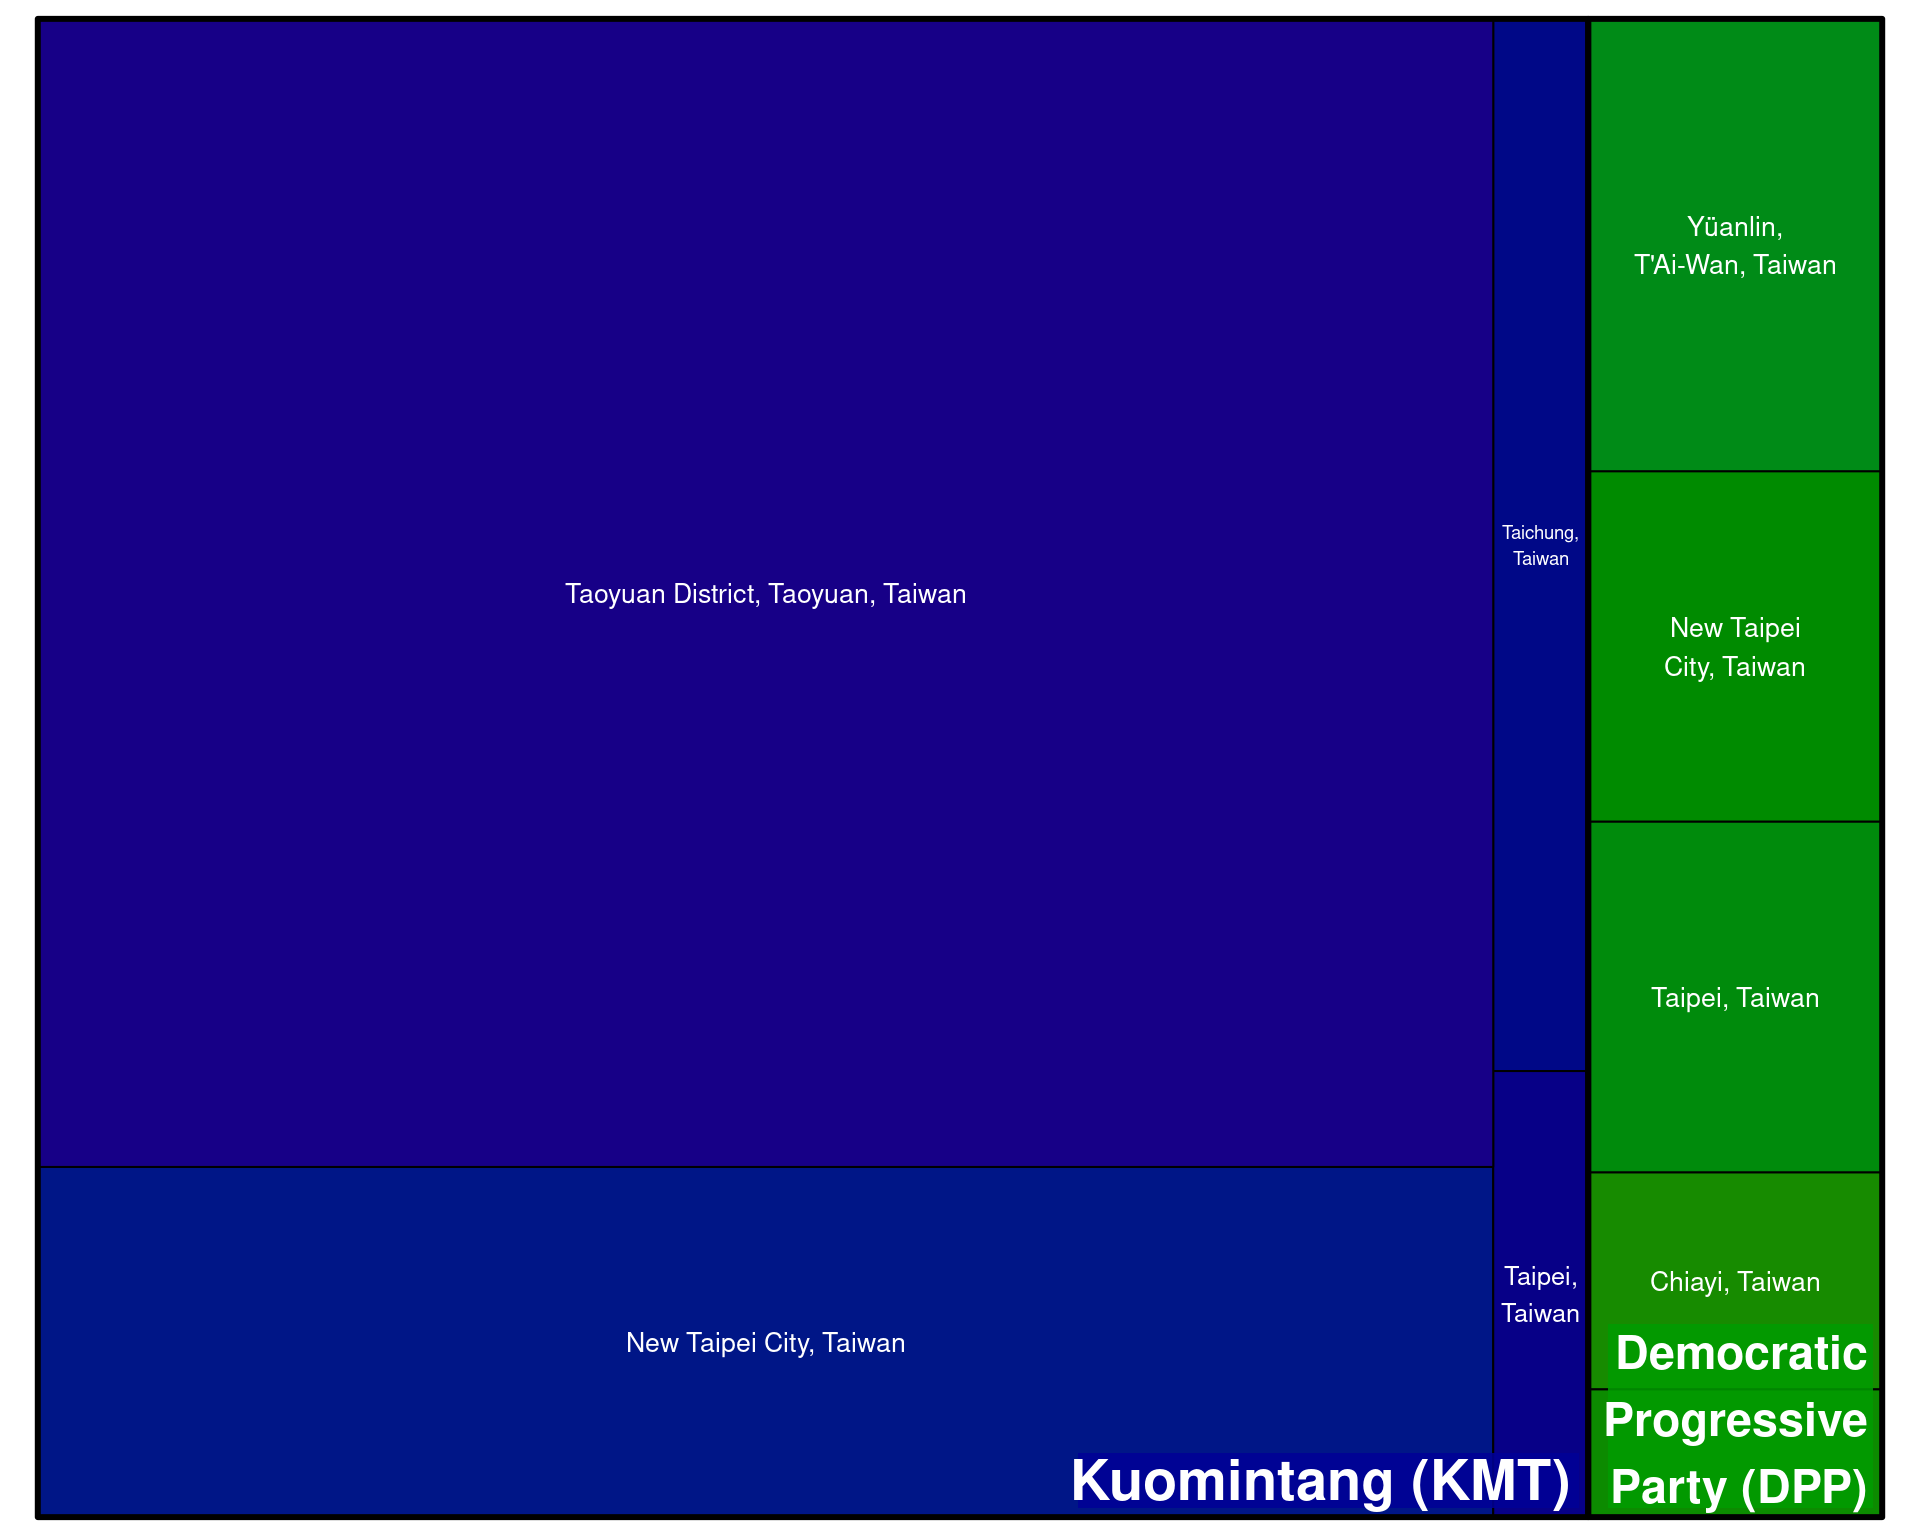 Taoyuan District, Taoyuan, Taiwan
New Taipei City, Taiwan
Taichung,
Taiwan
Taipei,
Taiwan
Kuomintang (KMT)
Yüanlin,
T'Ai-Wan, Taiwan
New Taipei
City, Taiwan
Taipei, Taiwan
Chiayi, Taiwan
Democratic
Progressive
Party (DPP)